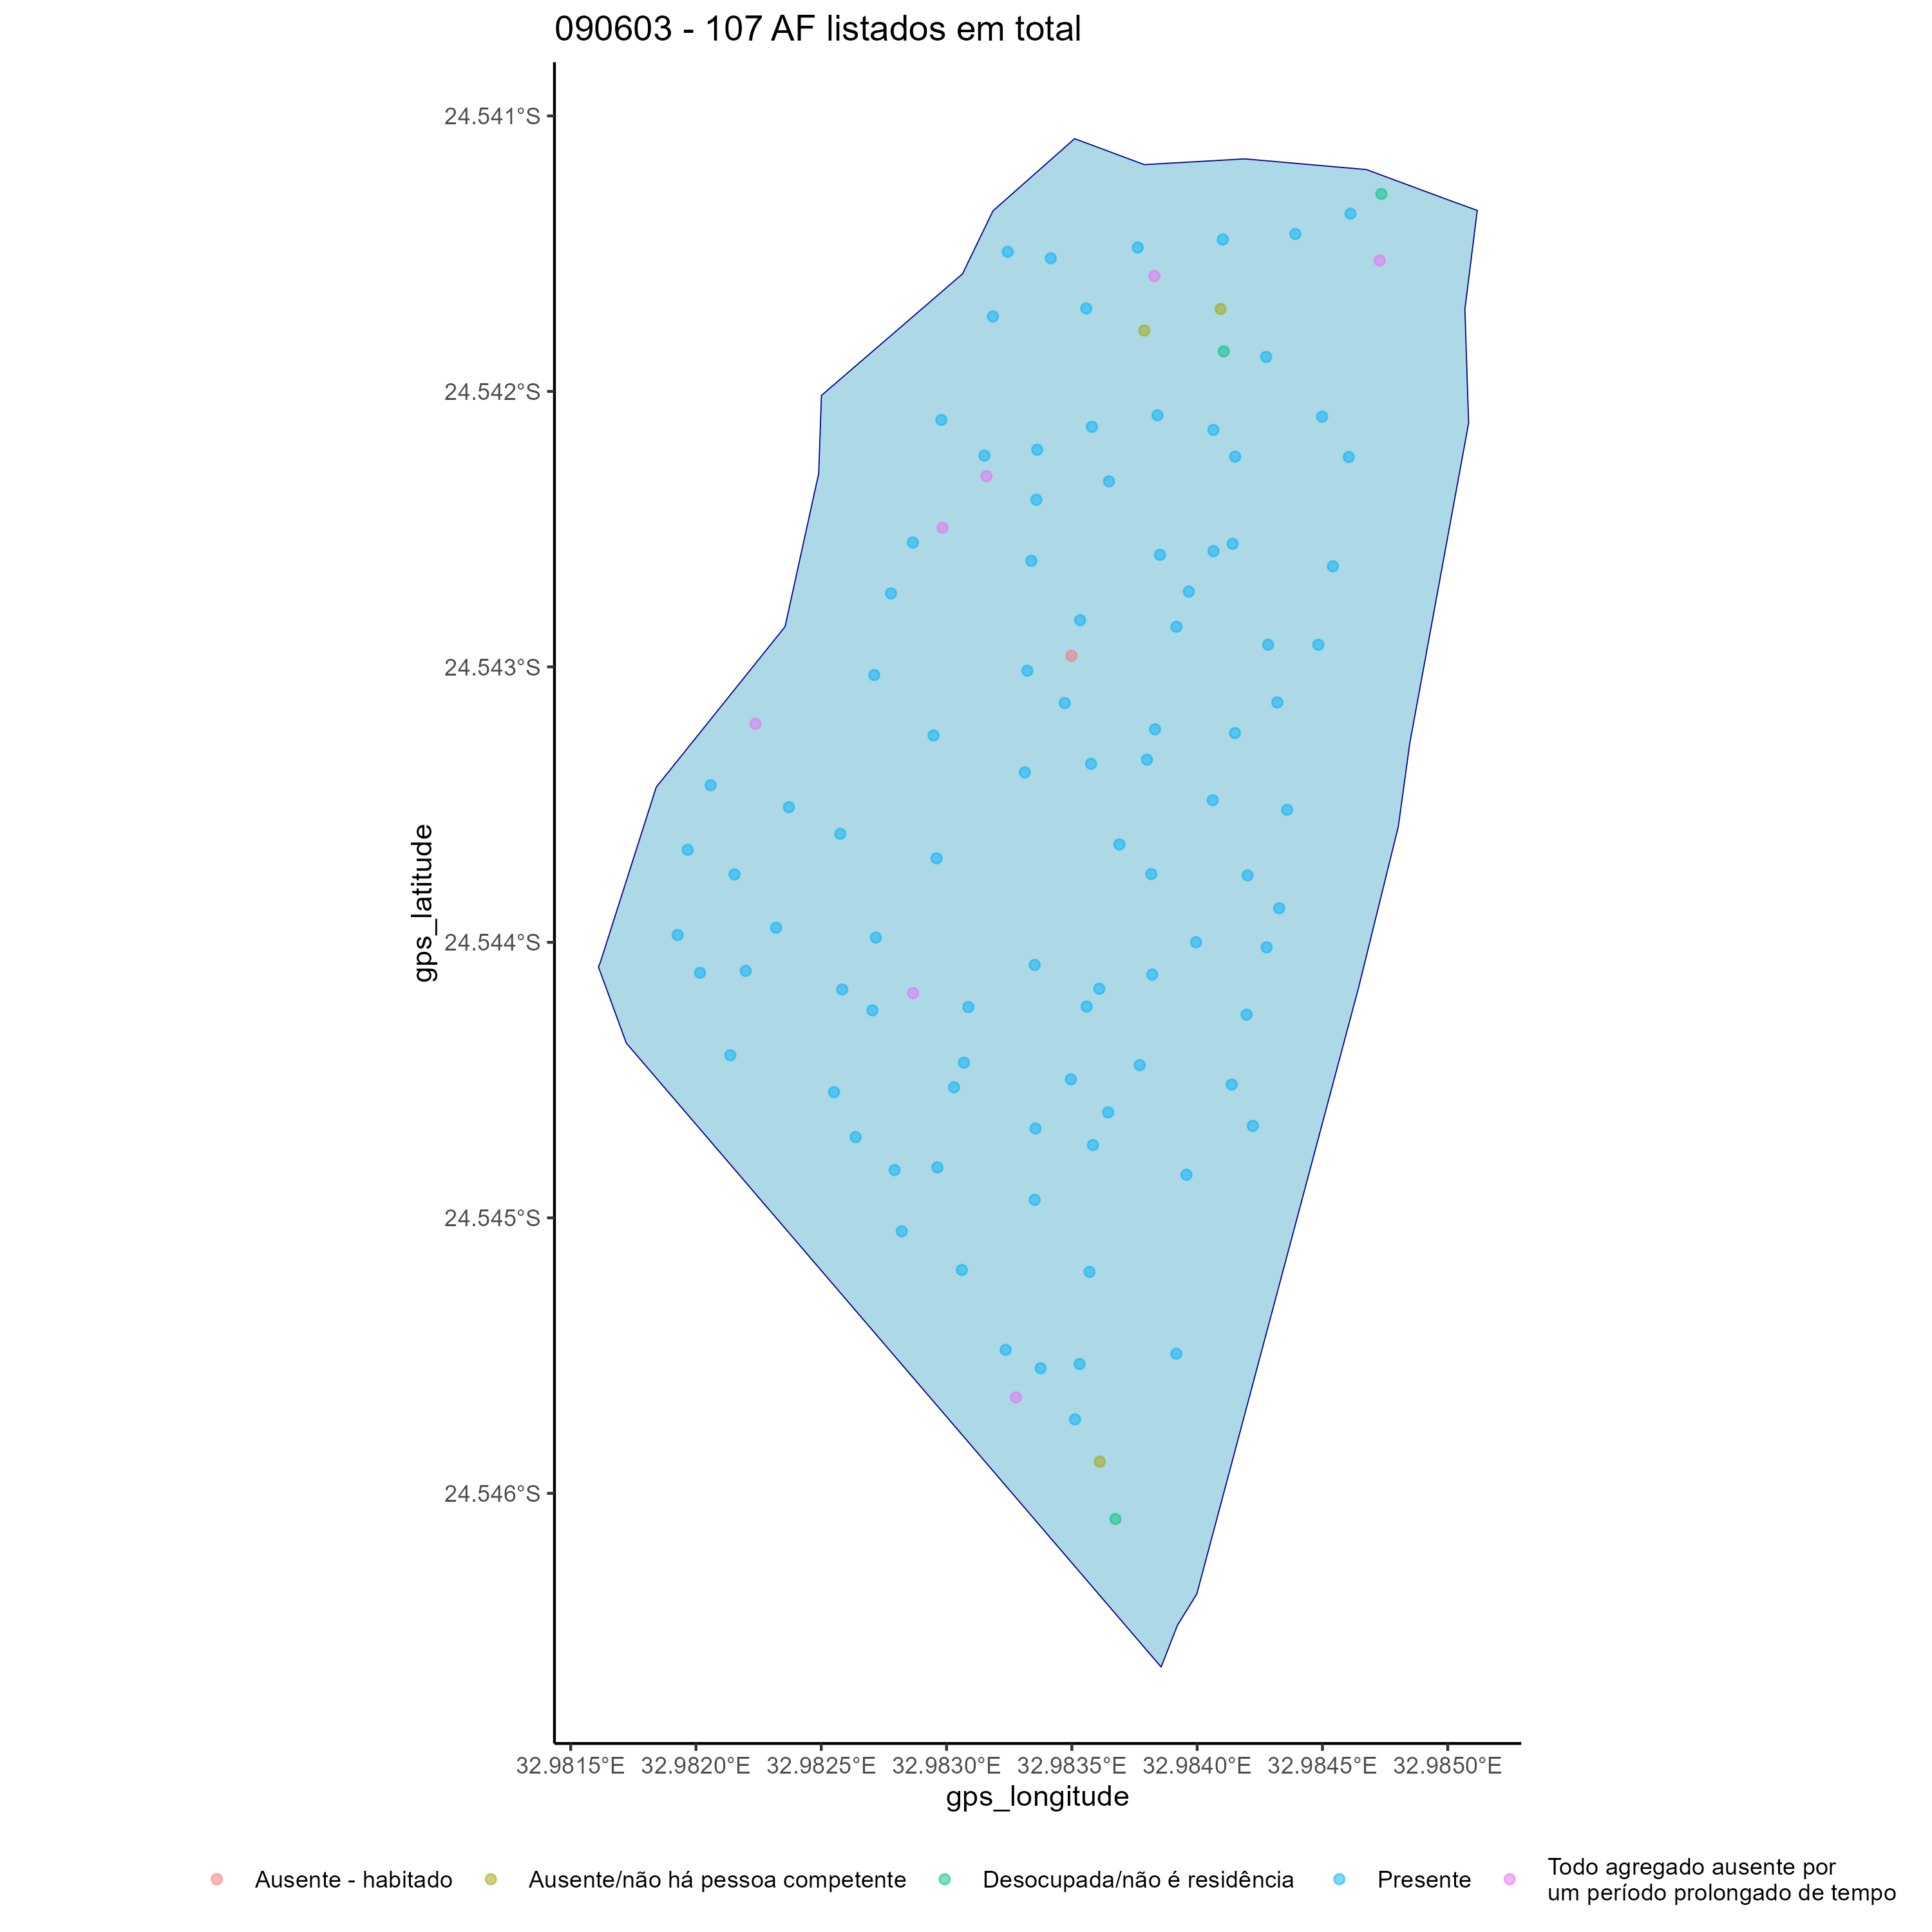 090603 - 107 AF listados em total
24.541°S
24.542°S
24.543°S
24.544°S
24.545°S
24.546°S
gps_latitude
32.9815°E 32.9820°E 32.9825°E 32.9830°E 32.9835°E 32.9840°E 32.9845°E 32.9850°E
gps_longitude
Ausente - habitado
Ausente/não há pessoa competente
Desocupada/não é residência
Presente
Todo agregado ausente por
um período prolongado de tempo